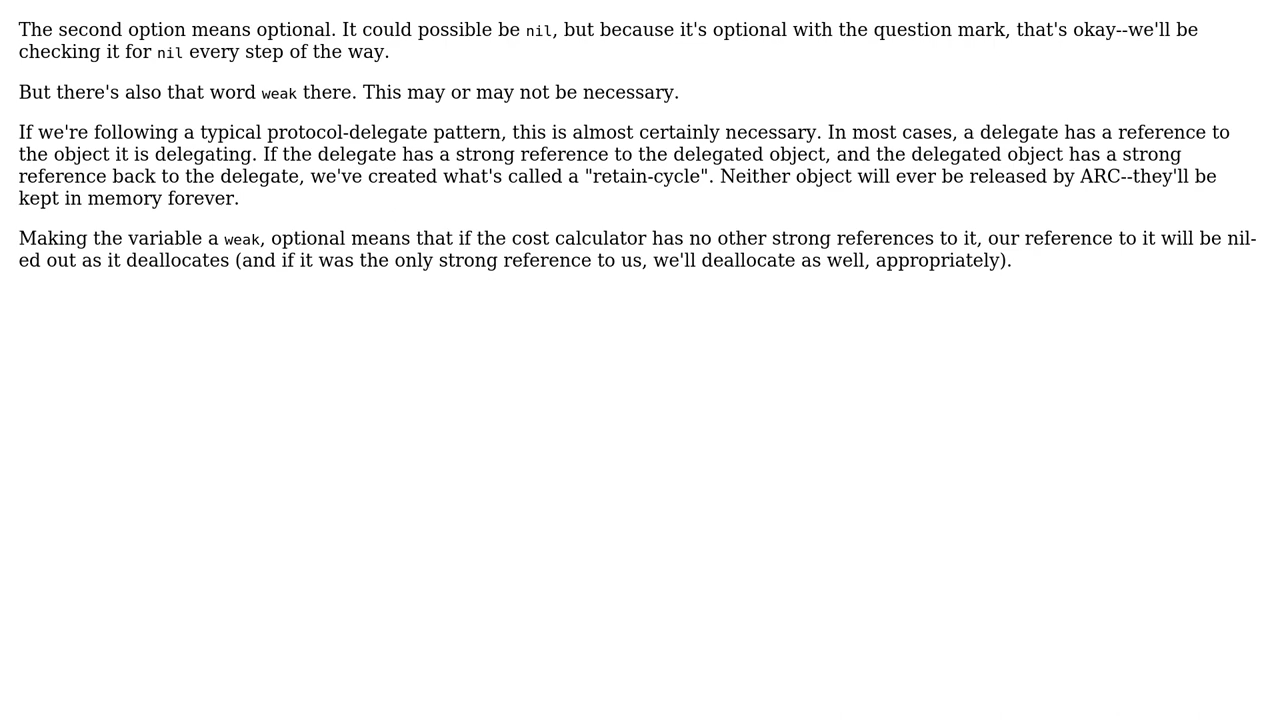 The second option means optional. It could possible be nil, but because it's optional with the question mark, that's okay--we'll be
checking it for nil every step of the way.
But there's also that word weak there. This may or may not be necessary.
If we're following a typical protocol-delegate pattern, this is almost certainly necessary. In most cases, a delegate has a reference to
the object it is delegating. If the delegate has a strong reference to the delegated object, and the delegated object has a strong
reference back to the delegate, we've created what's called a "retain-cycle". Neither object will ever be released by ARC--they'll be
kept in memory forever.
Making the variable a weak, optional means that if the cost calculator has no other strong references to it, our reference to it will be nil-
ed out as it deallocates (and if it was the only strong reference to us, we'll deallocate as well, appropriately).